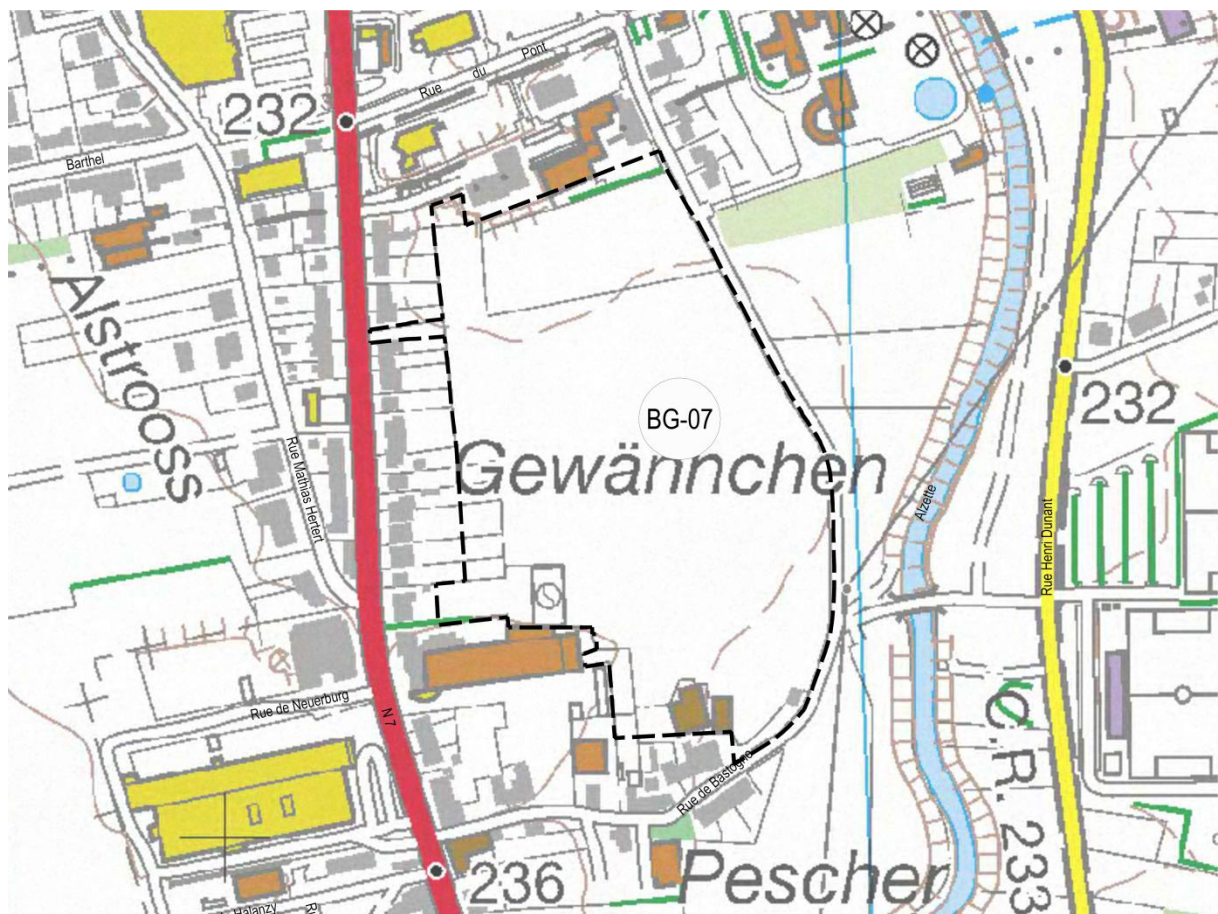 Rue du Pont
232
Barthel
Alstrooss
BG-07
232
Gewännchen
Rue Mathias Hertert
Alzette
Rue Henri Dunant
Rue de Neuerburg
N 7
Rue de Bastogne
C.R. 233
236
Pescher
Halanzy